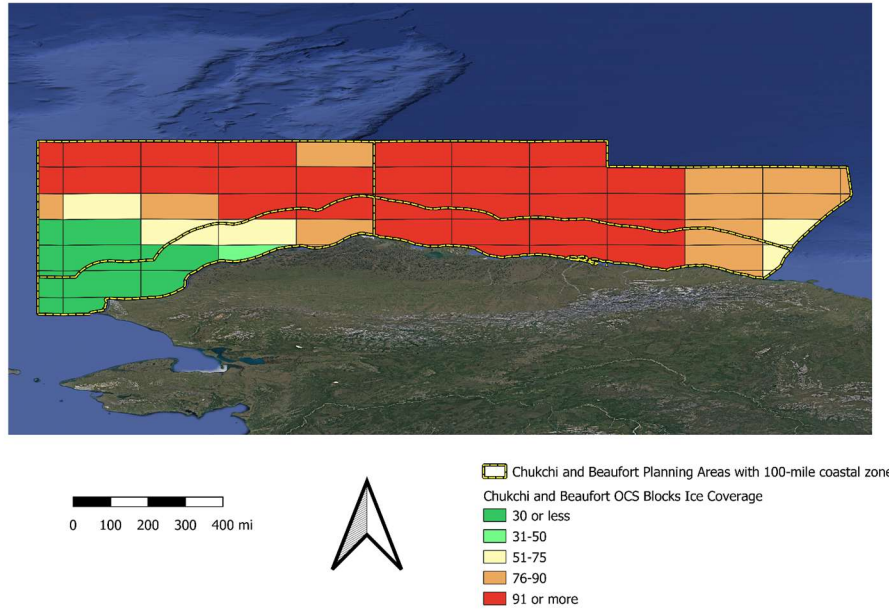 Chukchi and Beaufort Planning Areas with 100-mile coastal zone
Chukchi and Beaufort OCS Blocks Ice Coverage
0 100 200 300 400 mi
30 or less
31-50
51-75
76-90
91 or more